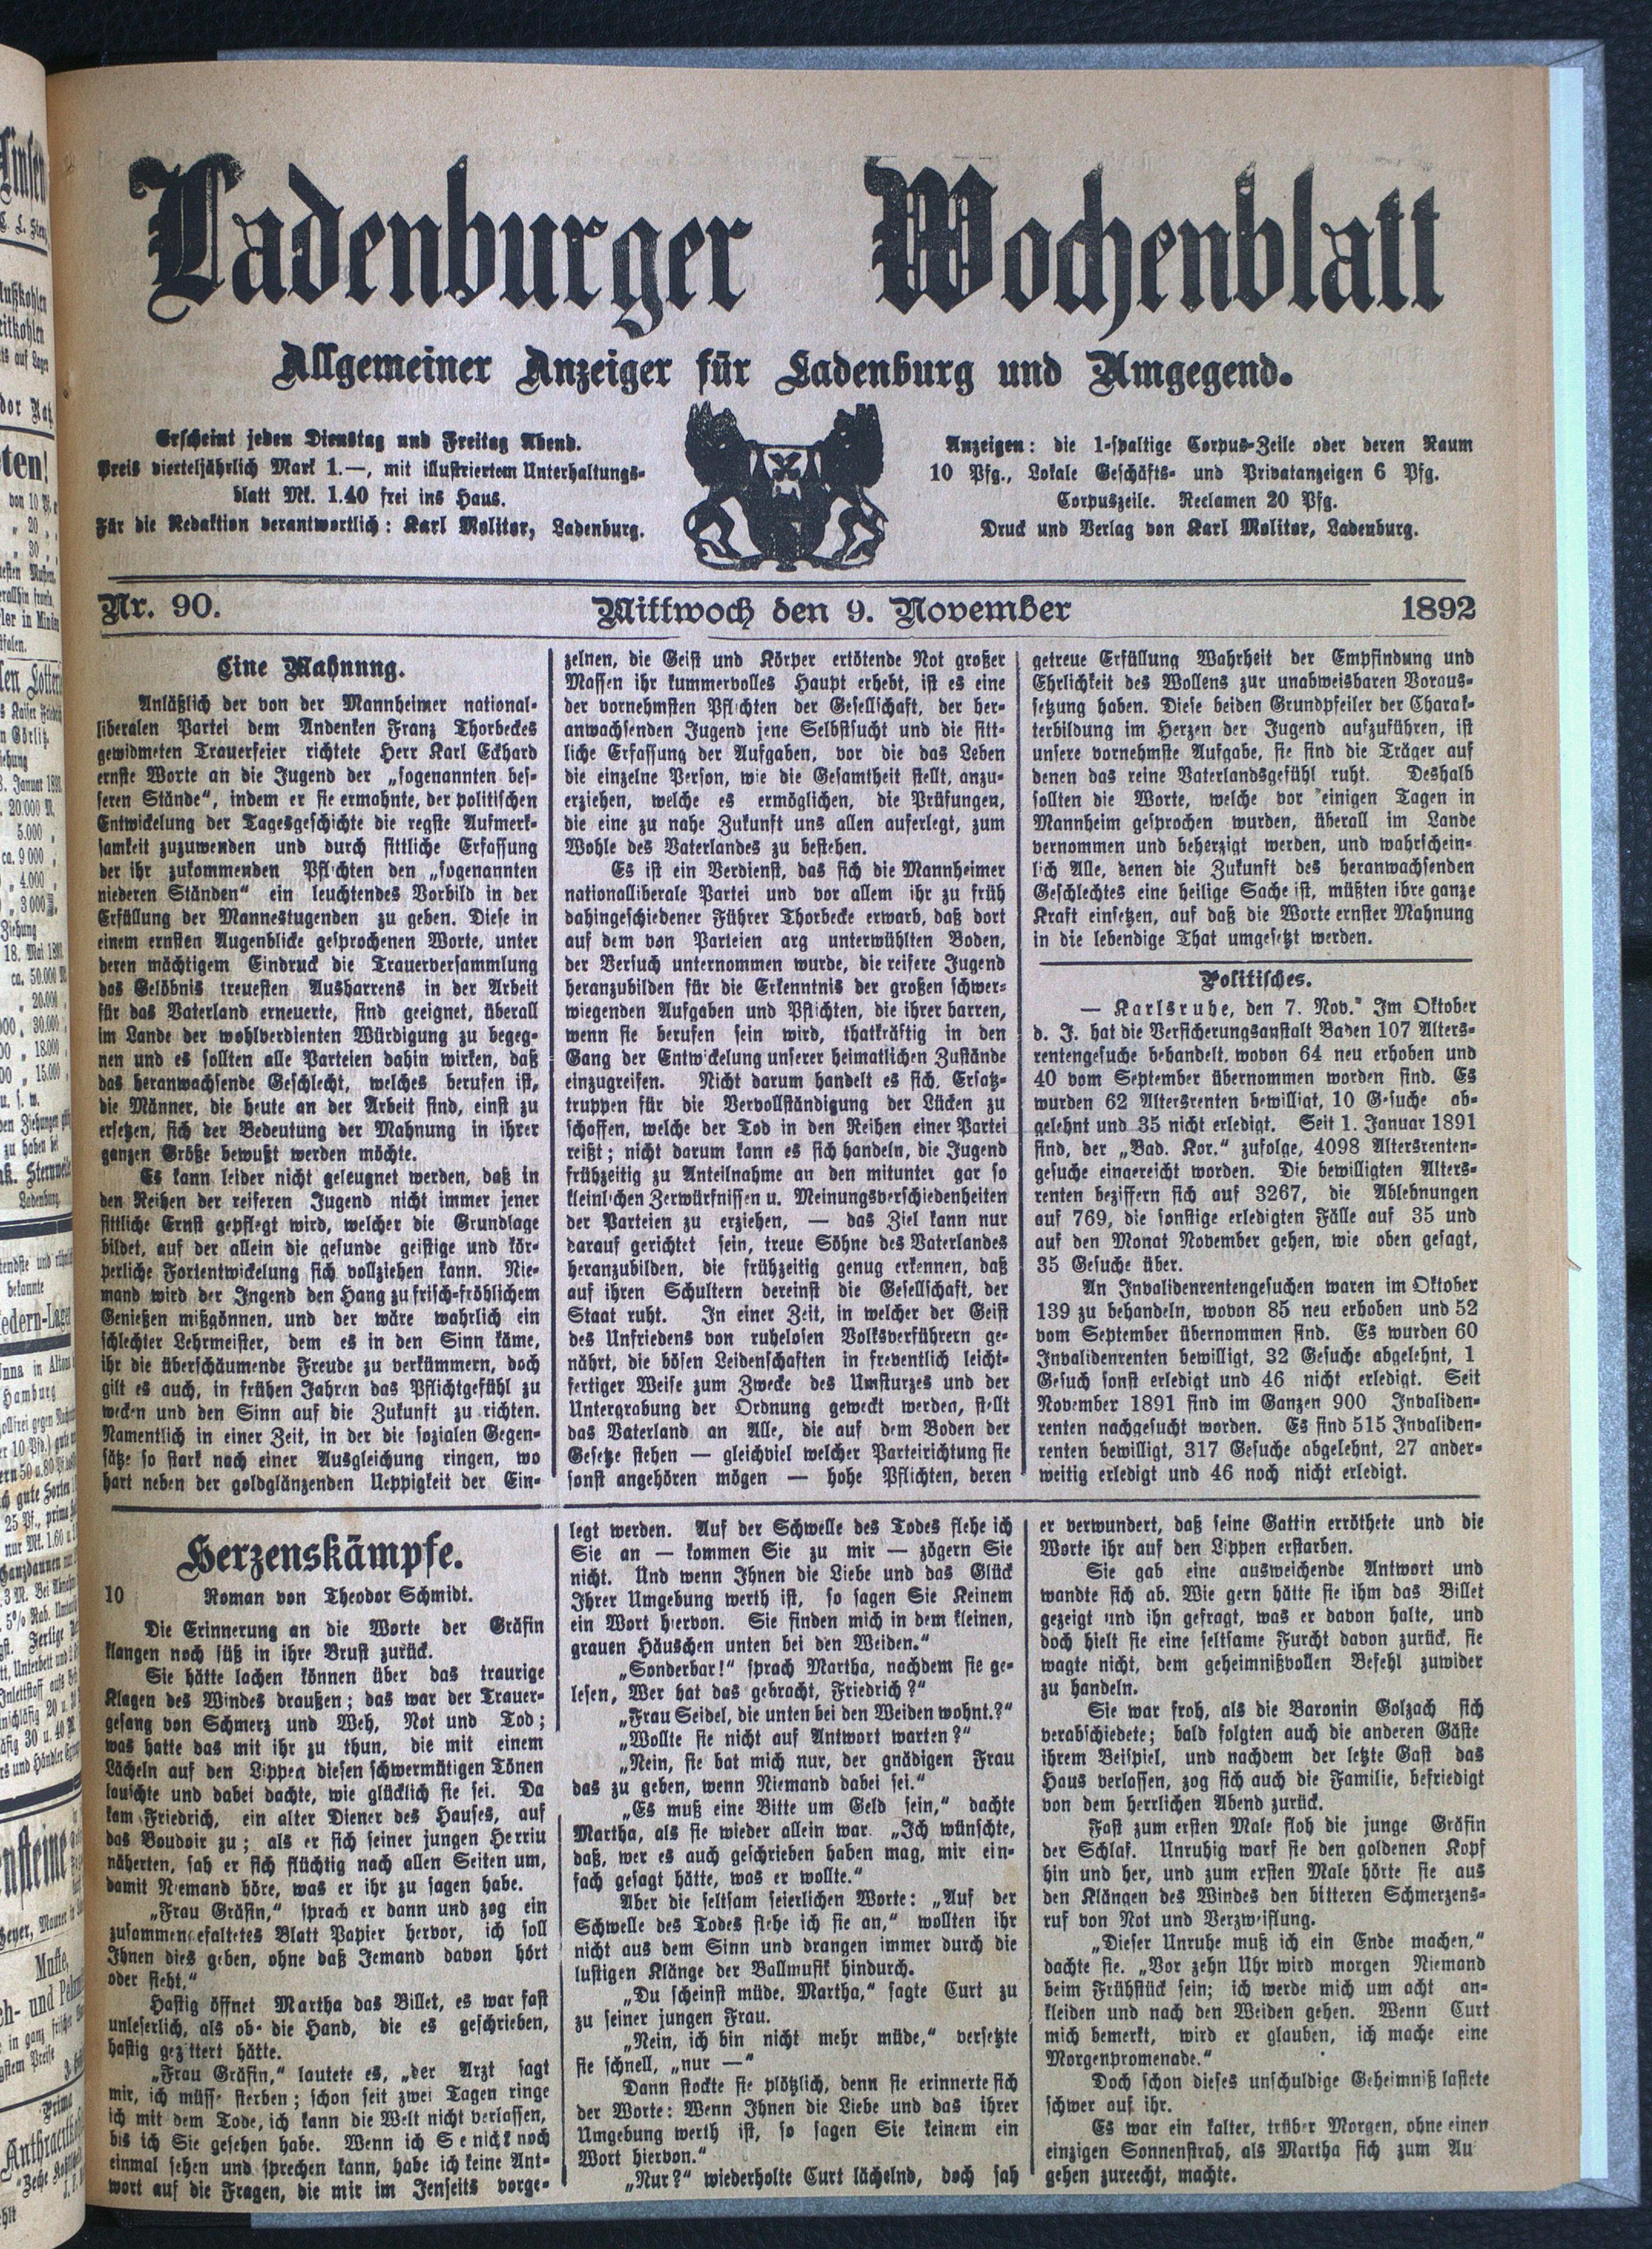 Ladenburger Wochenblatt
Allgemeiner Anzeiger für Ladenburg und Umgegend.
Erscheint jeden Dienstag und Freitag Abend.
Preis vierteljährlich Mark 1.—, mit illustriertem Unterhaltungs-
blatt Mk. 1.40 frei ins Haus.
Für die Redaktion verantwortlich: Karl Molitor, Ladenburg.
Anzeigen: die 1-spaltige Corpus-Zeile oder deren Raum
10 Pfg., Lokale Geschäfts- und Privatanzeigen 6 Pfg.
Corpuszeile. Reclamen 20 Pfg.
Druck und Verlag von Karl Molitor, Ladenburg.
Nr. 90.
Mittwoch den 9. November
1892
Eine Mahnung.
Anläßlich der von der Mannheimer national-
liberalen Partei dem Andenken Franz Thorbeckes
gewidmeten Trauerfeier richtete Herr Karl Eckhard
ernste Worte an die Jugend der „sogenannten bes-
seren Stände“, indem er sie ermahnte, der politischen
Entwickelung der Tagesgeschichte die regste Aufmerk-
samkeit zuzuwenden und durch sittliche Erfassung
der ihr zukommenden Pflichten den „sogenannten
niederen Ständen“ ein leuchtendes Vorbild in der
Erfüllung der Mannestugenden zu geben. Diese in
einem ernsten Augenblicke gesprochenen Worte, unter
deren mächtigem Eindruck die Trauerversammlung
das Gelöbnis treuesten Ausharrens in der Arbeit
für das Vaterland erneuerte, sind geeignet, überall
im Lande der wohlverdienten Würdigung zu begeg-
nen und es sollten alle Parteien dahin wirken, daß
das heranwachsende Geschlecht, welches berufen ist,
die Männer, die heute an der Arbeit sind, einst zu
ersetzen, sich der Bedeutung der Mahnung in ihrer
ganzen Größe bewußt werden möchte.
Es kann leider nicht geleugnet werden, daß in
den Reihen der reiferen Jugend nicht immer jener
sittliche Ernst gepflegt wird, welcher die Grundlage
bildet, auf der allein die gesunde geistige und kör-
perliche Fortentwickelung sich vollziehen kann. Nie-
mand wird der Jngend den Hang zu frisch-fröhlichem
Genießen mißgönnen, und der wäre wahrlich ein
schlechter Lehrmeister, dem es in den Sinn käme,
ihr die überschäumende Freude zu verkümmern, doch
gilt es auch, in frühen Jahren das Pflichtgefühl zu
wecken und den Sinn auf die Zukunft zu richten.
Namentlich in einer Zeit, in der die sozialen Gegen-
sätze so stark nach einer Ausgleichung ringen, wo
hart neben der goldglänzenden Ueppigkeit der Ein-
zelnen, die Geist und Körper ertötende Not großer
Massen ihr kummervolles Haupt erhebt, ist es eine
der vornehmsten Pflichten der Gesellschaft, der her-
anwachsenden Jugend jene Selbstsucht und die sitt-
liche Erfassung der Aufgaben, vor die das Leben
die einzelne Person, wie die Gesamtheit stellt, anzu-
erziehen, welche es ermöglichen, die Prüfungen,
die eine zu nahe Zukunft uns allen auferlegt, zum
Wohle des Vaterlandes zu bestehen.
Es ist ein Verdienst, das sich die Mannheimer
nationalliberale Partei und vor allem ihr zu früh
dahingeschiedener Führer Thorbecke erwarb, daß dort
auf dem von Parteien arg unterwühlten Boden,
der Versuch unternommen wurde, die reifere Jugend
heranzubilden für die Erkenntnis der großen schwer-
wiegenden Aufgaben und Pflichten, die ihrer harren,
wenn sie berufen sein wird, thatkräftig in den
Gang der Entwickelung unserer heimatlichen Zustände
einzugreifen. Nicht darum handelt es sich, Ersatz-
truppen für die Vervollständigung der Lücken zu
schaffen, welche der Tod in den Reihen einer Partei
reißt; nicht darum kann es sich handeln, die Jugend
frühzeitig zu Anteilnahme an den mitunter gar so
kleinlichen Zerwürfnissen u. Meinungsverschiedenheiten
der Parteien zu erziehen, — das Ziel kann nur
darauf gerichtet sein, treue Söhne des Vaterlandes
heranzubilden, die frühzeitig genug erkennen, daß
auf ihren Schultern dereinst die Gesellschaft, der
Staat ruht. In einer Zeit, in welcher der Geist
des Unfriedens von ruhelosen Volksverführern ge-
nährt, die bösen Leidenschaften in freventlich leicht-
fertiger Weise zum Zwecke des Umsturzes und der
Untergrabung der Ordnung geweckt werden, stellt
das Vaterland an Alle, die auf dem Boden der
Gesetze stehen — gleichviel welcher Parteirichtung sie
sonst angehören mögen — hohe Pflichten, deren
getreue Erfüllung Wahrheit der Empfindung und
Ehrlichkeit des Wollens zur unabweisbaren Voraus-
setzung haben. Diese beiden Grundpfeiler der Charak-
terbildung im Herzen der Jugend aufzuführen, ist
unsere vornehmste Aufgabe, sie sind die Träger auf
denen das reine Vaterlandsgefühl ruht. Deshalb
sollten die Worte, welche vor einigen Tagen in
Mannheim gesprochen wurden, überall im Lande
vernommen und beherzigt werden, und wahrschein-
lich Alle, denen die Zukunft des heranwachsenden
Geschlechtes eine heilige Sache ist, müßten ihre ganze
Kraft einsetzen, auf daß die Worte ernster Mahnung
in die lebendige That umgesetzt werden.
Politisches.
— Karlsruhe, den 7. Nov. Im Oktober
d. J. hat die Versicherungsanstalt Baden 107 Alters-
rentengesuche behandelt, wovon 64 neu erhoben und
40 vom September übernommen worden sind. Es
wurden 62 Altersrenten bewilligt, 10 Gesuche ab-
gelehnt und 35 nicht erledigt. Seit 1. Januar 1891
sind, der „Bad. Kor.“ zufolge, 4098 Altersrenten-
gesuche eingereicht worden. Die bewilligten Alters-
renten beziffern sich auf 3267, die Ablehnungen
auf 769, die sonstige erledigten Fälle auf 35 und
auf den Monat November gehen, wie oben gesagt,
35 Gesuche über.
An Invalidenrentengesuchen waren im Oktober
139 zu behandeln, wovon 85 neu erhoben und 52
vom September übernommen sind. Es wurden 60
Invalidenrenten bewilligt, 32 Gesuche abgelehnt, 1
Gesuch sonst erledigt und 46 nicht erledigt. Seit
November 1891 sind im Ganzen 900 Invaliden-
renten nachgesucht worden. Es sind 515 Invaliden-
renten bewilligt, 317 Gesuche abgelehnt, 27 ander-
weitig erledigt und 46 noch nicht erledigt.
Herzenskämpfe.
10 Roman von Theodor Schmidt.
Die Erinnerung an die Worte der Gräfin
klangen noch süß in ihre Brust zurück.
Sie hätte lachen können über das traurige
Klagen des Windes draußen; das war der Trauer-
gesang von Schmerz und Weh, Not und Tod;
was hatte das mit ihr zu thun, die mit einem
Lächeln auf den Lippen diesen schwermütigen Tönen
lauschte und dabei dachte, wie glücklich sie sei. Da
kam Friedrich, ein alter Diener des Hauses, auf
das Boudoir zu; als er sich seiner jungen Herriu
näherten, sah er sich flüchtig nach allen Seiten um,
damit Niemand höre, was er ihr zu sagen habe.
„Frau Gräfin,“ sprach er dann und zog ein
zusammengefaltetes Blatt Papier hervor, ich soll
Ihnen dies geben, ohne daß Jemand davon hört
oder sieht,“
Hastig öffnet Martha das Billet, es war fast
unleserlich, als ob die Hand, die es geschrieben,
hastig gezittert hätte.
„Frau Gräfin,“ lautete es, „der Arzt sagt
mir, ich müsse sterben; schon seit zwei Tagen ringe
ich mit dem Tode, ich kann die Welt nicht verlassen,
bis ich Sie gesehen habe. Wenn ich Sie nicht noch
einmal sehen und sprechen kann, habe ich keine Ant-
wort auf die Fragen, die mir im Jenseits vorge-
legt werden. Auf der Schwelle des Todes flehe ich
Sie an — kommen Sie zu mir — zögern Sie
nicht. Und wenn Ihnen die Liebe und das Glück
Ihrer Umgebung werth ist, so sagen Sie Keinem
ein Wort hiervon. Sie finden mich in dem kleinen,
grauen Häuschen unten bei den Weiden.“
„Sonderbar!“ sprach Martha, nachdem sie ge-
lesen, Wer hat das gebracht, Friedrich?“
„Frau Seidel, die unten bei den Weiden wohnt.?“
„Wollte sie nicht auf Antwort warten?“
„Nein, sie bat mich nur, der gnädigen Frau
das zu geben, wenn Niemand dabei sei.“
„Es muß eine Bitte um Geld sein,“ dachte
Martha, als sie wieder allein war. „Ich wünschte,
daß, wer es auch geschrieben haben mag, mir ein-
fach gesagt hätte, was er wollte.“
Aber die seltsam feierlichen Worte: „Auf der
Schwelle des Todes flehe ich sie an,“ wollten ihr
nicht aus dem Sinn und drangen immer durch die
lustigen Klänge der Ballmusik hindurch.
„Du scheinst müde, Martha,“ sagte Curt zu
zu seiner jungen Frau.
„Nein, ich bin nicht mehr müde,“ versetzte
sie schnell, „nur —“
Dann stockte sie plötzlich, denn sie erinnerte sich
der Worte: Wenn Ihnen die Liebe und das ihrer
Umgebung werth ist, so sagen Sie keinem ein
Wort hiervon.“
„Nur?“ wiederholte Curt lächelnd, doch sah
er verwundert, daß seine Gattin erröthete und die
Worte ihr auf den Lippen erstarben.
Sie gab eine ausweichende Antwort und
wandte sich ab. Wie gern hätte sie ihm das Billet
gezeigt und ihn gefragt, was er davon halte, und
doch hielt sie eine seltsame Furcht davon zurück, sie
wagte nicht, dem geheimnißvollen Befehl zuwider
zu handeln.
Sie war froh, als die Baronin Golzach sich
verabschiedete; bald folgten auch die anderen Gäste
ihrem Beispiel, und nachdem der letzte Gast das
Haus verlassen, zog sich auch die Familie, befriedigt
von dem herrlichen Abend zurück.
Fast zum ersten Male floh die junge Gräfin
der Schlaf. Unruhig warf sie den goldenen Kopf
hin und her, und zum ersten Male hörte sie aus
den Klängen des Windes den bitteren Schmerzens-
ruf von Not und Verzweiflung.
„Dieser Unruhe muß ich ein Ende machen,“
dachte sie. „Vor zehn Uhr wird morgen Niemand
beim Frühstück sein; ich werde mich um acht an-
kleiden und nach den Weiden gehen. Wenn Curt
mich bemerkt, wird er glauben, ich mache eine
Morgenpromenade.“
Doch schon dieses unschuldige Geheimniß lastete
schwer auf ihr.
Es war ein kalter, trüber Morgen, ohne einen
einzigen Sonnenstrah, als Martha sich zum Au
gehen zureecht, machte.